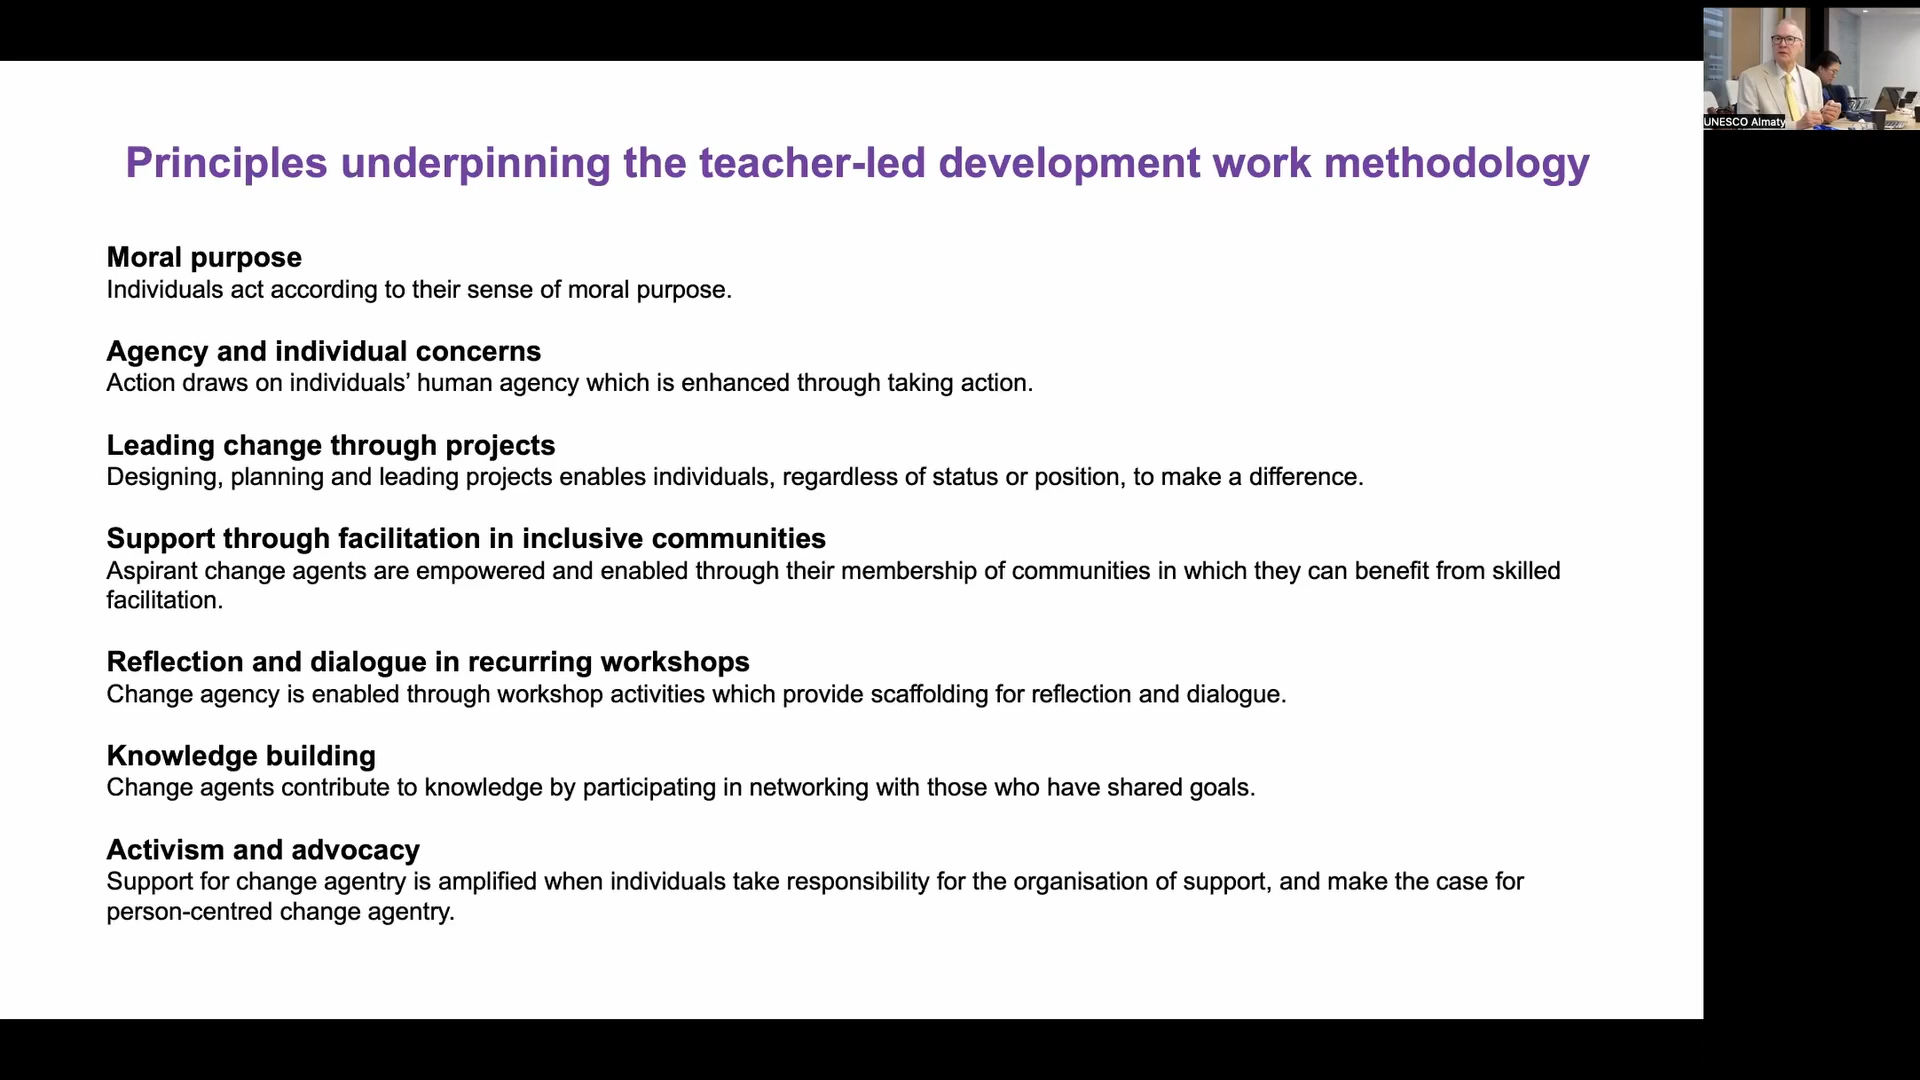 Principles underpinning the teacher-led development work methodology
Moral purpose
Individuals act according to their sense of moral purpose.
Agency and individual concerns
Action draws on individuals’ human agency which is enhanced through taking action.
Leading change through projects
Designing, planning and leading projects enables individuals, regardless of status or position, to make a difference.
Support through facilitation in inclusive communities
Aspirant change agents are empowered and enabled through their membership of communities in which they can benefit from skilled
facilitation.
Reflection and dialogue in recurring workshops
Change agency is enabled through workshop activities which provide scaffolding for reflection and dialogue.
Knowledge building
Change agents contribute to knowledge by participating in networking with those who have shared goals.
Activism and advocacy
Support for change agentry is amplified when individuals take responsibility for the organisation of support, and make the case for
person-centred change agentry.
UNESCO Almaty